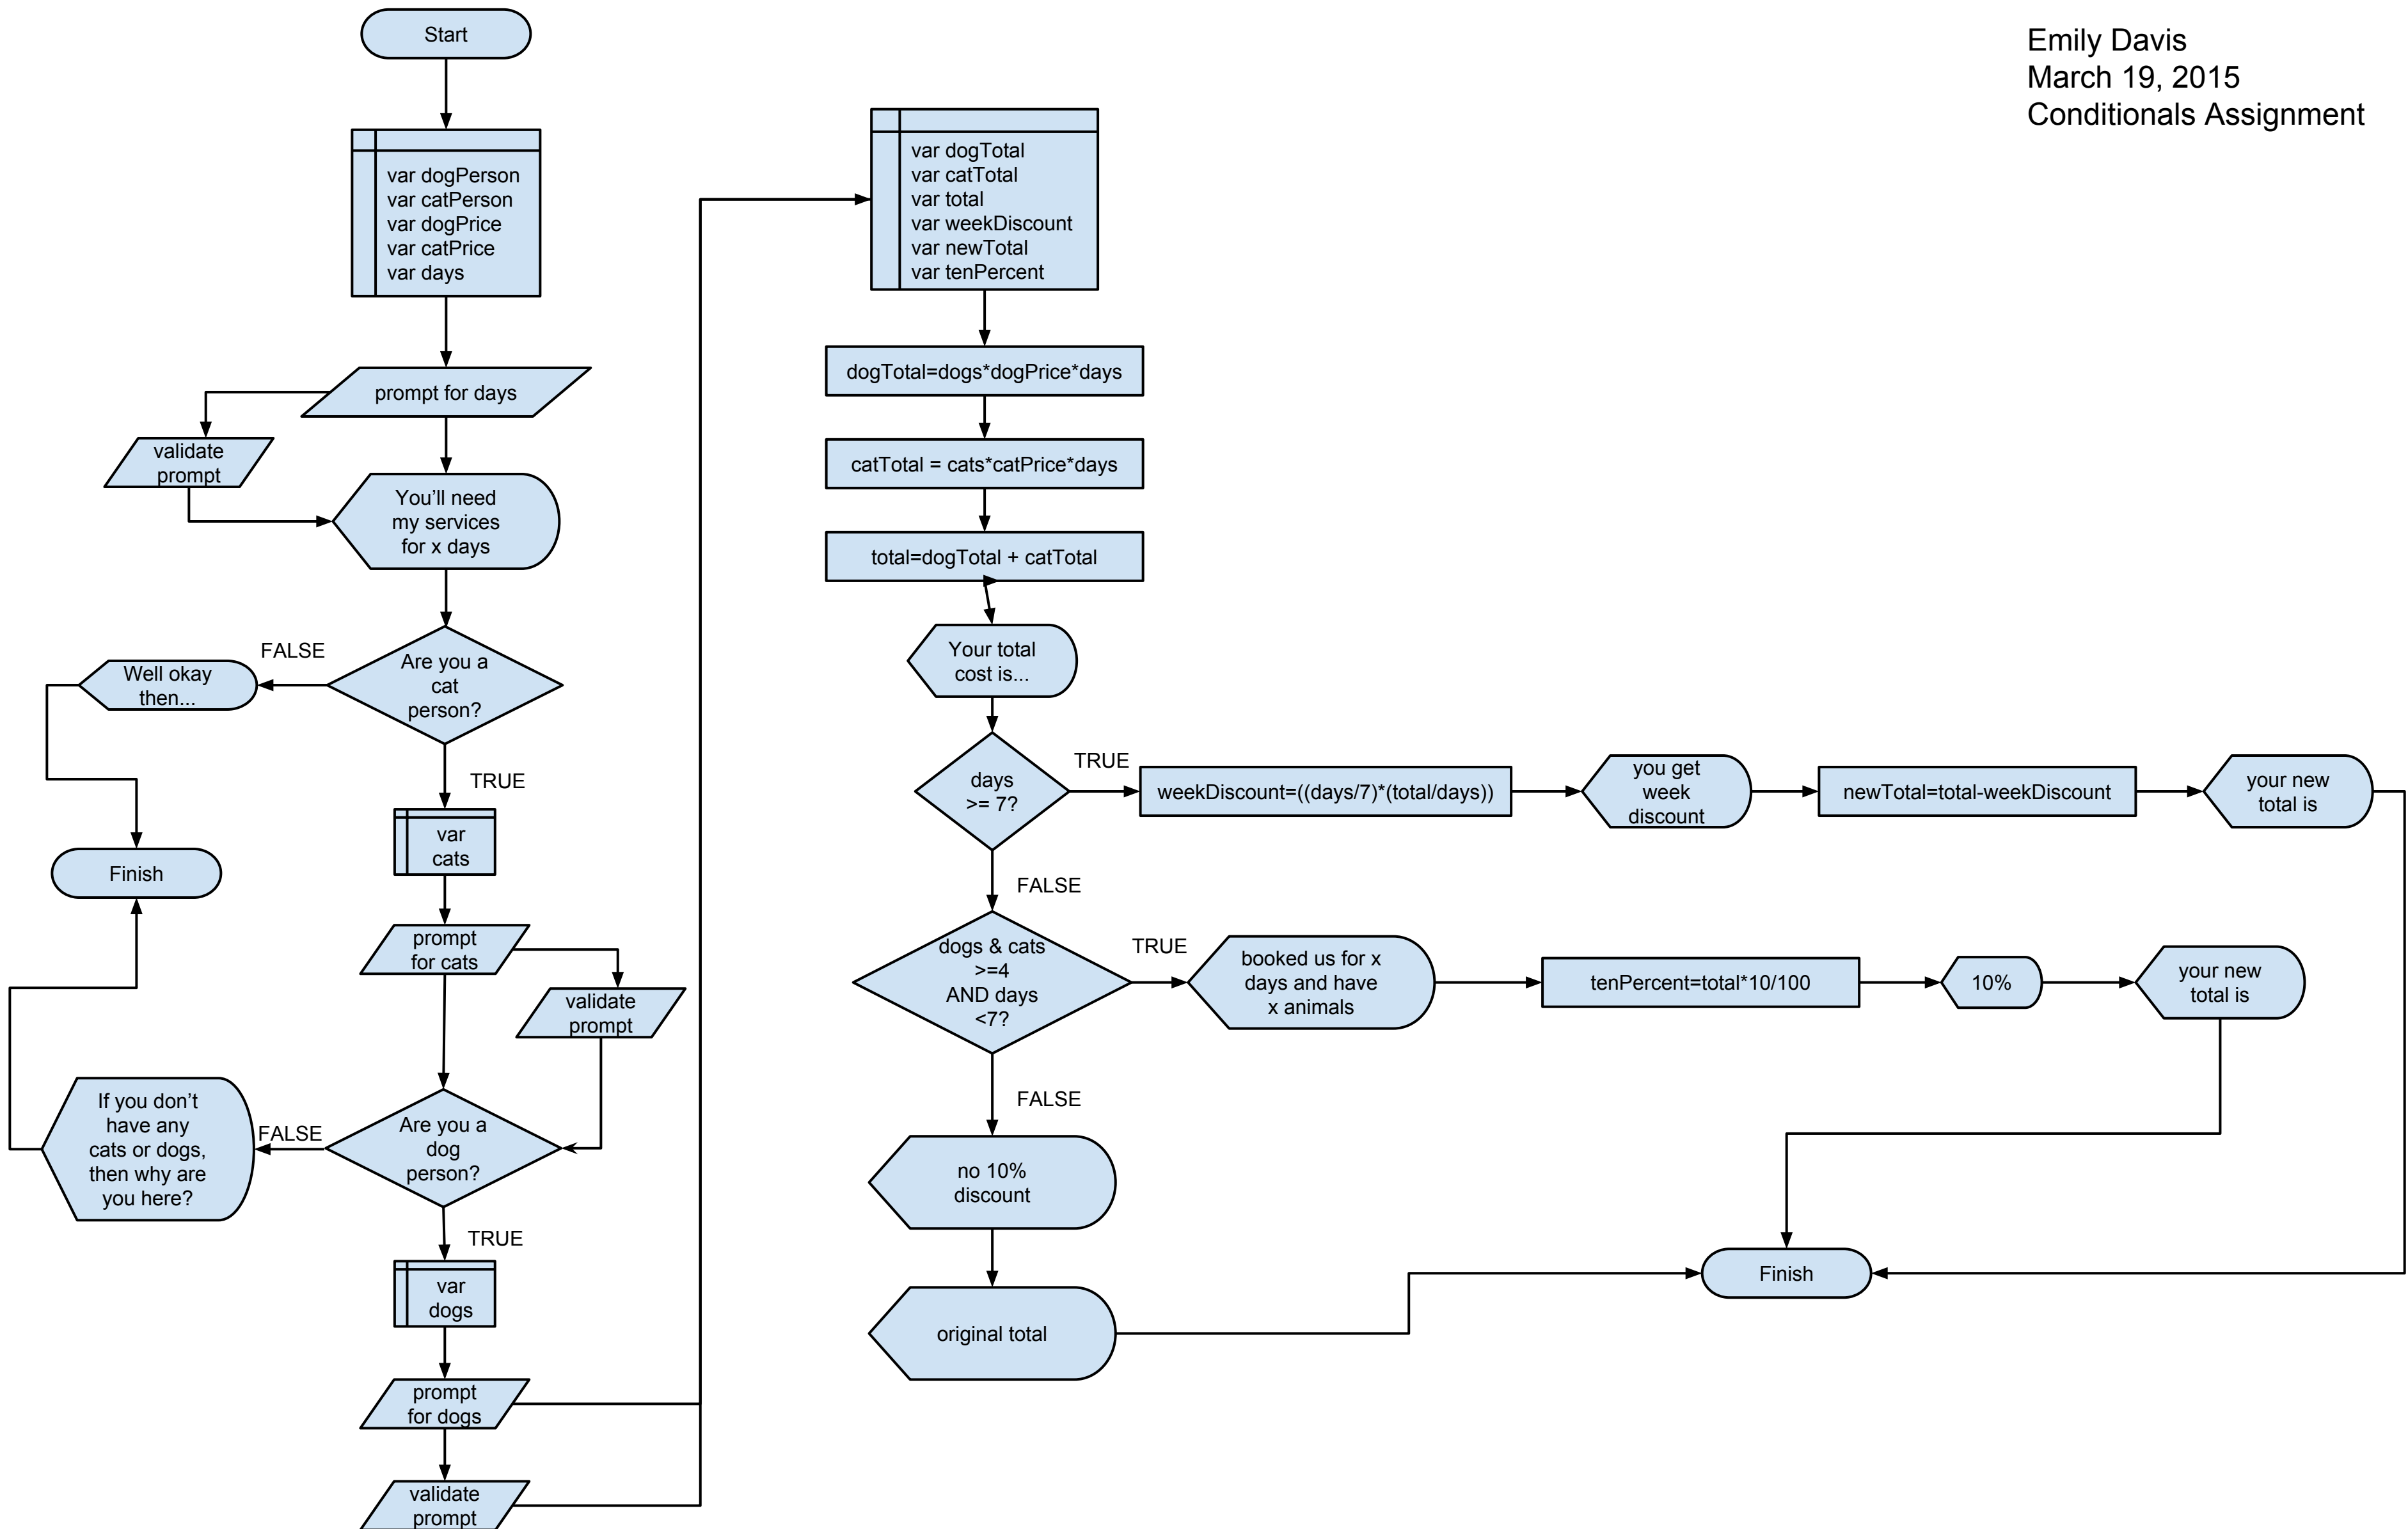 Emily Davis
March 19, 2015
Conditionals Assignment
Start
var dogPerson
var catPerson
var dogPrice
var catPrice
var days
prompt for days
validate
prompt
You’ll need
my services
for x days
Are you a
cat
person?
FALSE
Well okay
then...
Finish
TRUE
var
cats
prompt
for cats
validate
prompt
Are you a
dog
person?
FALSE
If you don’t
have any
cats or dogs,
then why are
you here?
TRUE
var
dogs
prompt
for dogs
validate
prompt
var dogTotal
var catTotal
var total
var weekDiscount
var newTotal
var tenPercent
dogTotal=dogs*dogPrice*days
catTotal = cats*catPrice*days
total=dogTotal + catTotal
Your total
cost is...
days
>= 7?
TRUE
weekDiscount=((days/7)*(total/days))
you get
week
discount
newTotal=total-weekDiscount
your new
total is
FALSE
dogs & cats
>=4
AND days
<7?
TRUE
booked us for x
days and have
x animals
tenPercent=total*10/100
10%
your new
total is
FALSE
no 10%
discount
original total
Finish